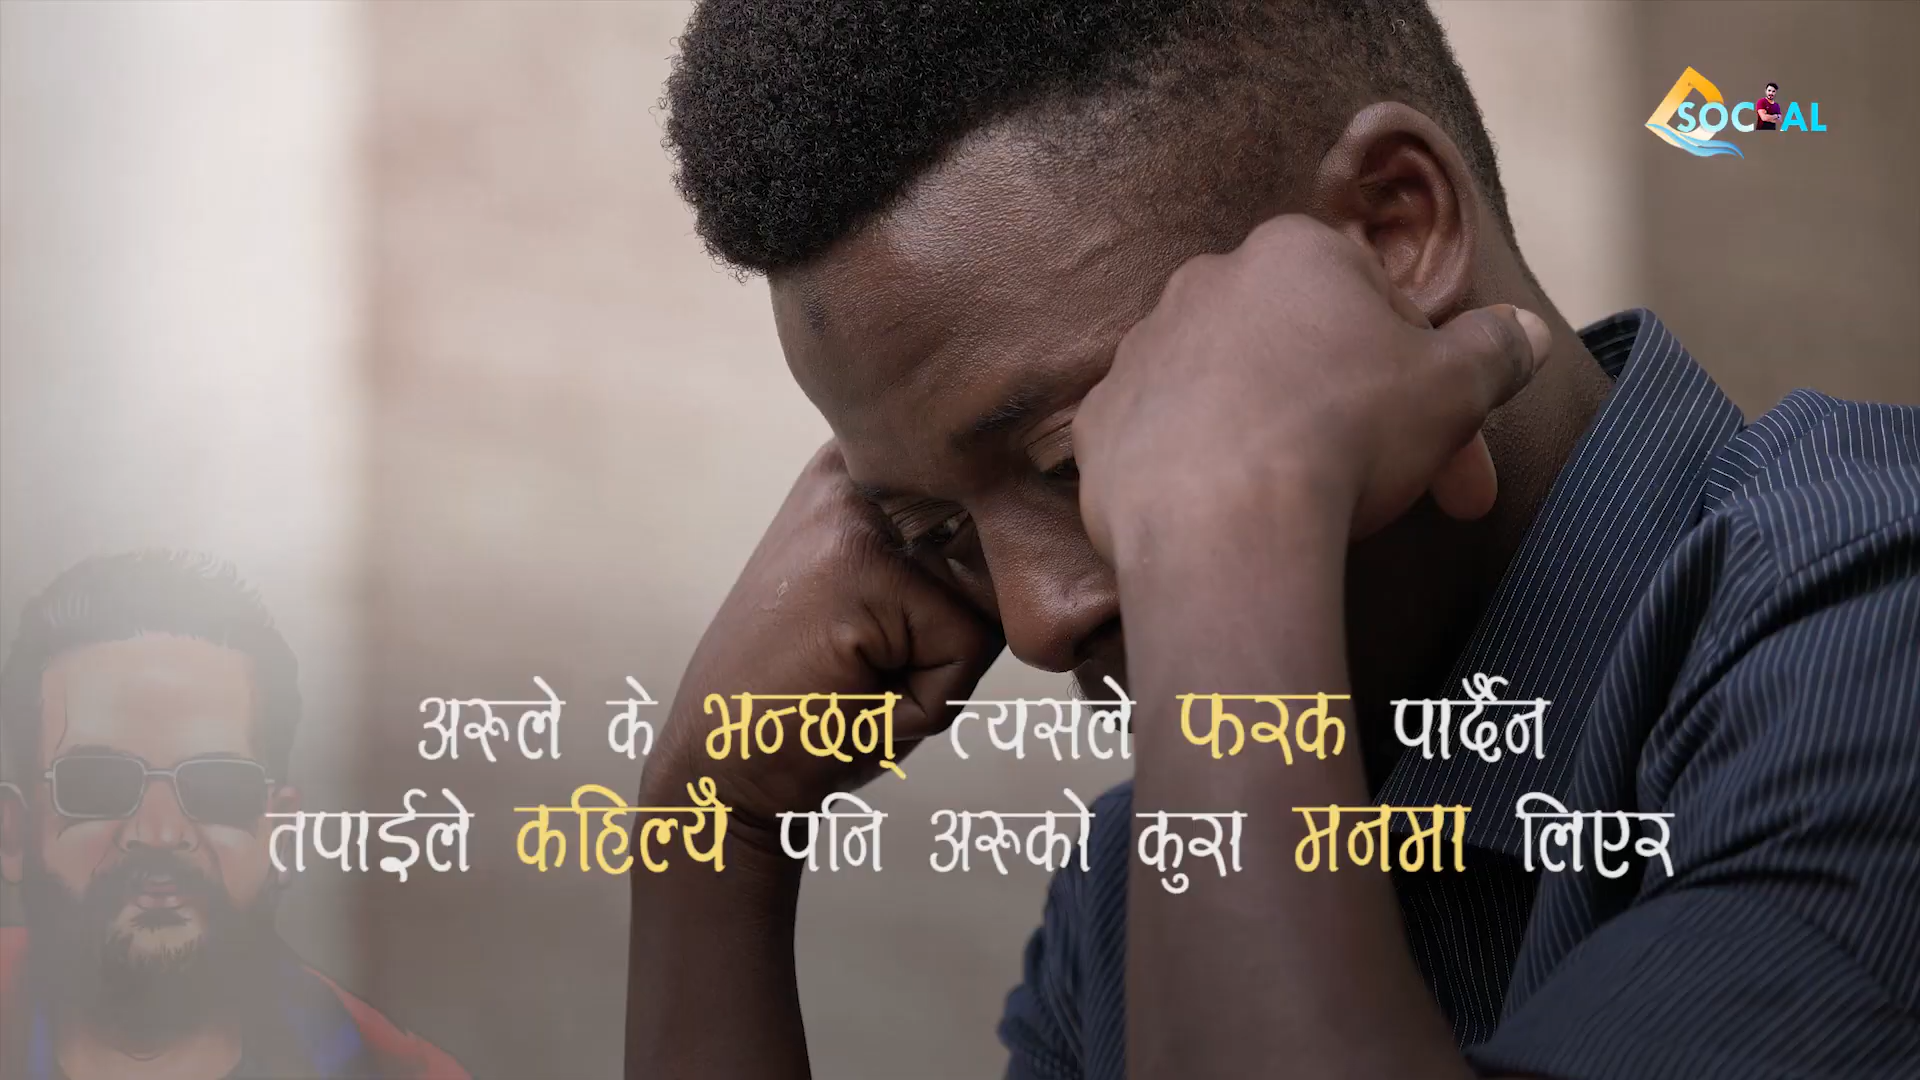 SOCIAL
अरूले के भन्छन् त्यसले फरक पार्दैन
तपाईले कहिल्यै पनि अरूको कुरा मनमा लिएर